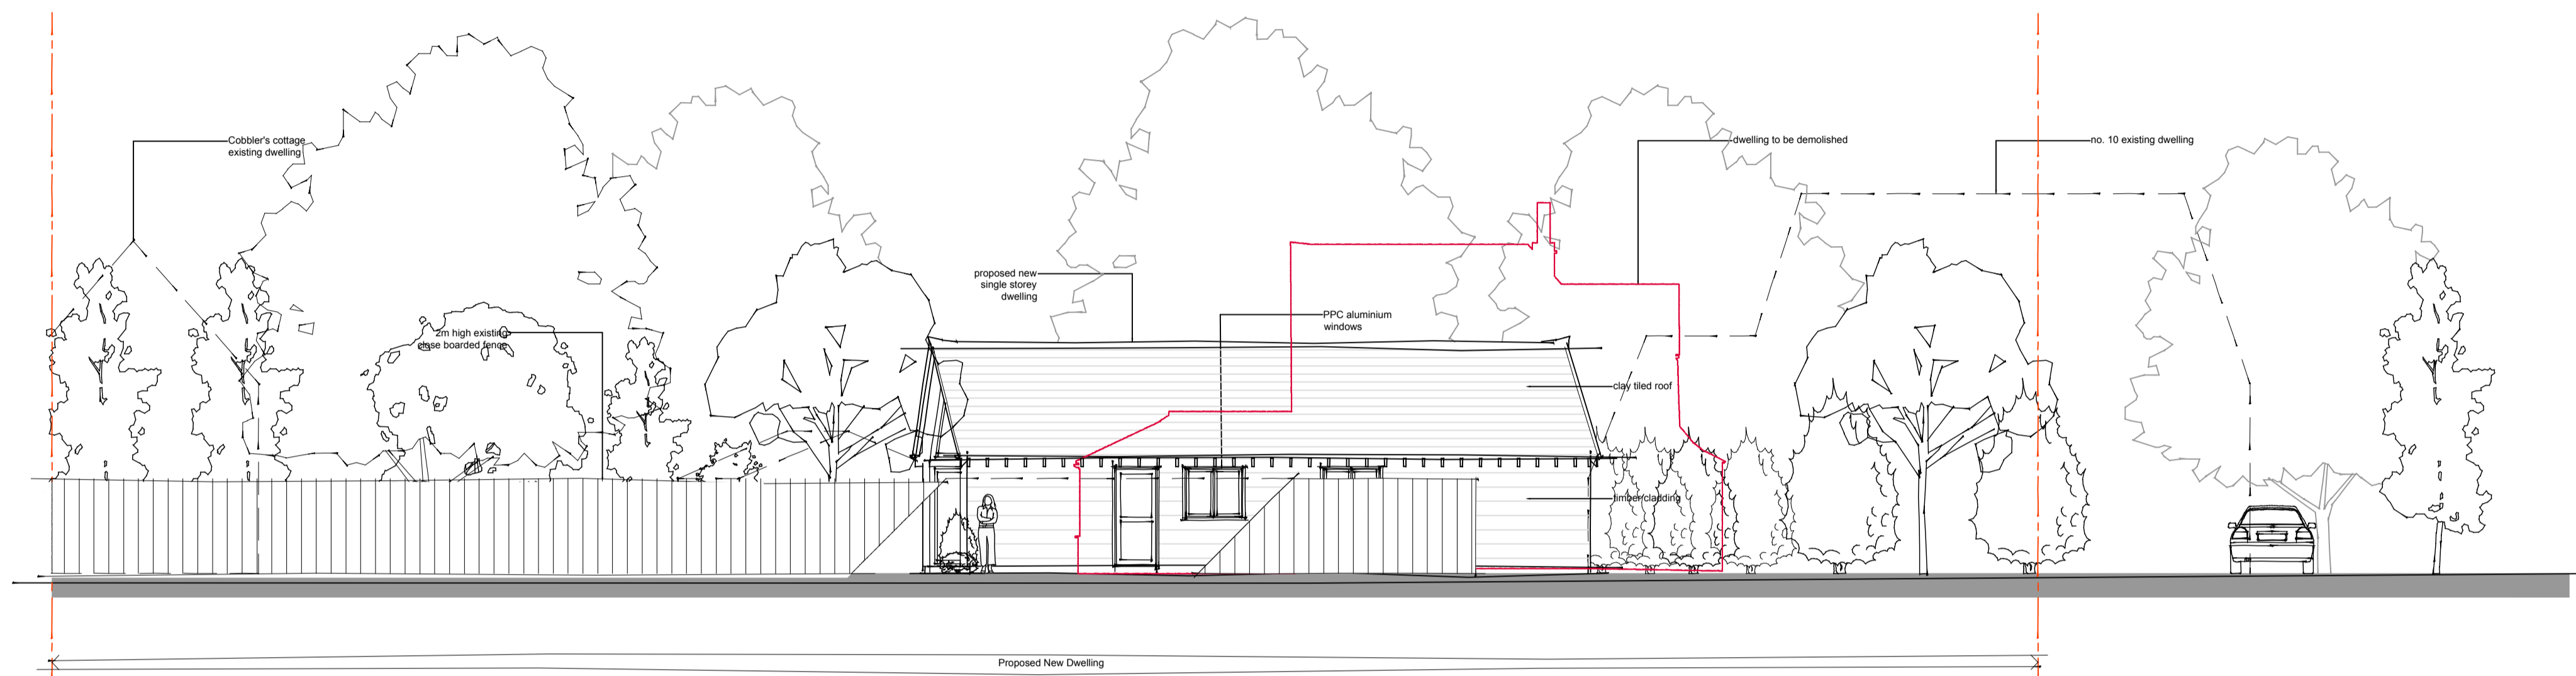 Cobbler's cottage
existing dwelling
dwelling to be demolished
no. 10 existing dwelling
proposed new
single storey
dwelling
PPC aluminium
windows
2m high existing
close boarded fence
clay tiled roof
timber cladding
Proposed New Dwelling